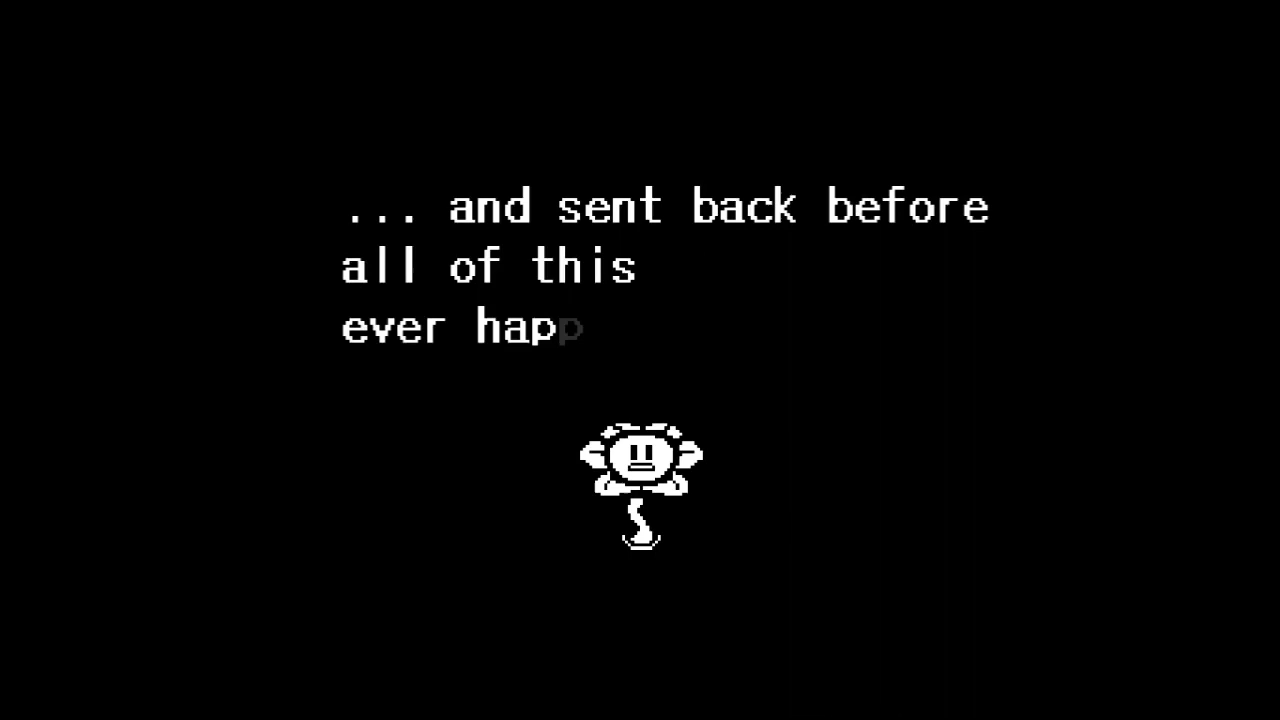 ... and sent back before
all of this
ever happ